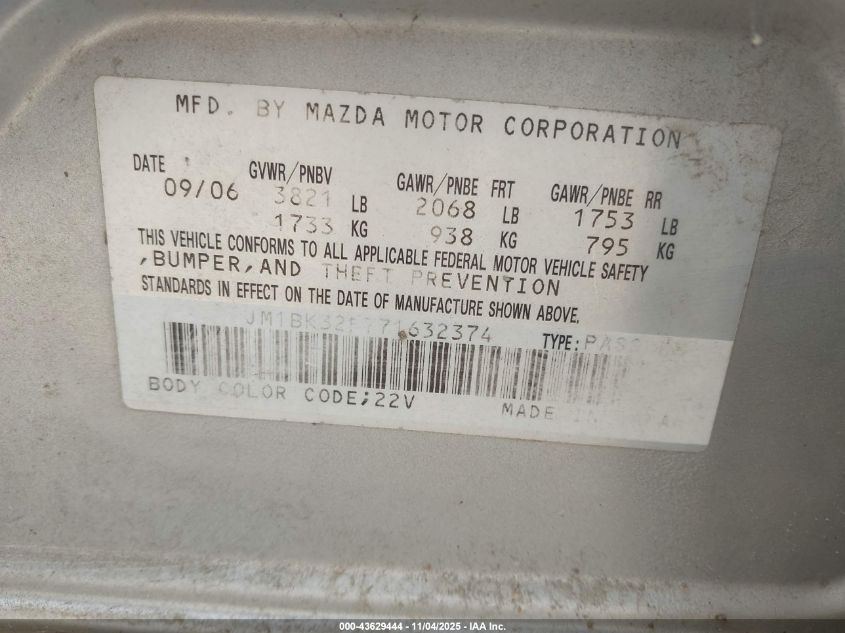 MFD. BY MAZDA MOTOR CORPORATION
DATE GVWR/PNBV GAWR/PNBE FRT GAWR/PNBE RR
09/06 3821 LB 2068 LB 1753 LB
1733 KG 938 KG 795 KG
THIS VEHICLE CONFORMS TO ALL APPLICABLE FEDERAL MOTOR VEHICLE SAFETY
,BUMPER,AND THEFT PREVENTION
STANDARDS IN EFFECT ON THE DATE OF MANUFACTURE SHOWN ABOVE.
TYPE:
BODY COLOR CODE;22V MADE
000-43629444 - 11/04/2025 - IAA Inc.